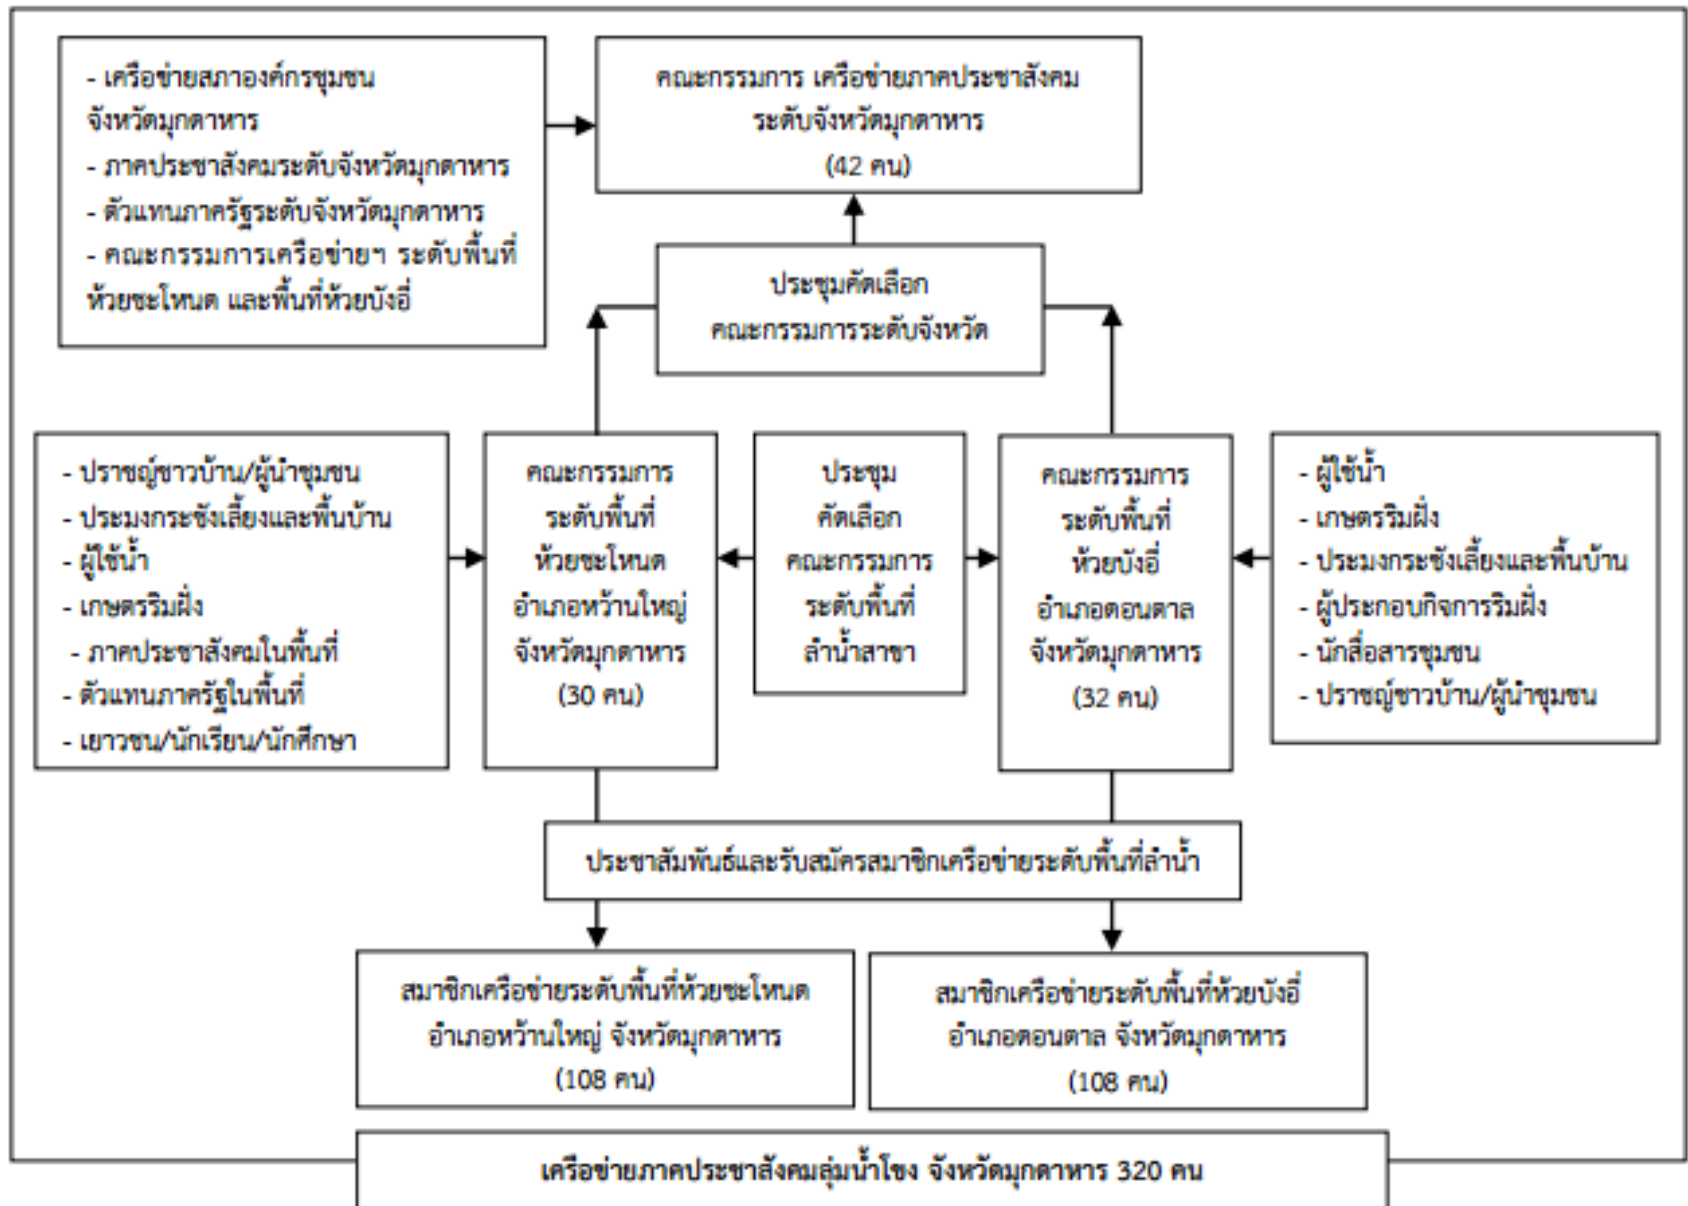 - เครือข่ายสภาองค์กรชุมชน
จังหวัดมุกดาหาร
- ภาคประชาสังคมระดับจังหวัดมุกดาหาร
- ตัวแทนภาครัฐระดับจังหวัดมุกดาหาร
- คณะกรรมการเครือข่ายฯ ระดับพื้นที่
ห้วยชะโหนด และพื้นที่ห้วยบังอี่
คณะกรรมการ เครือข่ายภาคประชาสังคม
ระดับจังหวัดมุกดาหาร
(42 คน)
ประชุมคัดเลือก
คณะกรรมการระดับจังหวัด
- ปราชญ์ชาวบ้าน/ผู้นำชุมชน
- ประมงกระชังเลี้ยงและพื้นบ้าน
- ผู้ใช้น้ำ
- เกษตรริมฝั่ง
- ภาคประชาสังคมในพื้นที่
- ตัวแทนภาครัฐในพื้นที่
- เยาวชน/นักเรียน/นักศึกษา
คณะกรรมการ
ระดับพื้นที่
ห้วยชะโหนด
อำเภอหว้านใหญ่
จังหวัดมุกดาหาร
(30 คน)
ประชุม
คัดเลือก
คณะกรรมการ
ระดับพื้นที่
ลำน้ำสาขา
คณะกรรมการ
ระดับพื้นที่
ห้วยบังอี่
อำเภอดอนตาล
จังหวัดมุกดาหาร
(32 คน)
- ผู้ใช้น้ำ
- เกษตรริมฝั่ง
- ประมงกระชังเลี้ยงและพื้นบ้าน
- ผู้ประกอบกิจการริมฝั่ง
- นักสื่อสารชุมชน
- ปราชญ์ชาวบ้าน/ผู้นำชุมชน
ประชาสัมพันธ์และรับสมัครสมาชิกเครือข่ายระดับพื้นที่ลำน้ำ
สมาชิกเครือข่ายระดับพื้นที่ห้วยชะโหนด
อำเภอหว้านใหญ่ จังหวัดมุกดาหาร
(108 คน)
สมาชิกเครือข่ายระดับพื้นที่ห้วยบังอี่
อำเภอดอนตาล จังหวัดมุกดาหาร
(108 คน)
เครือข่ายภาคประชาสังคมลุ่มน้ำโขง จังหวัดมุกดาหาร 320 คน